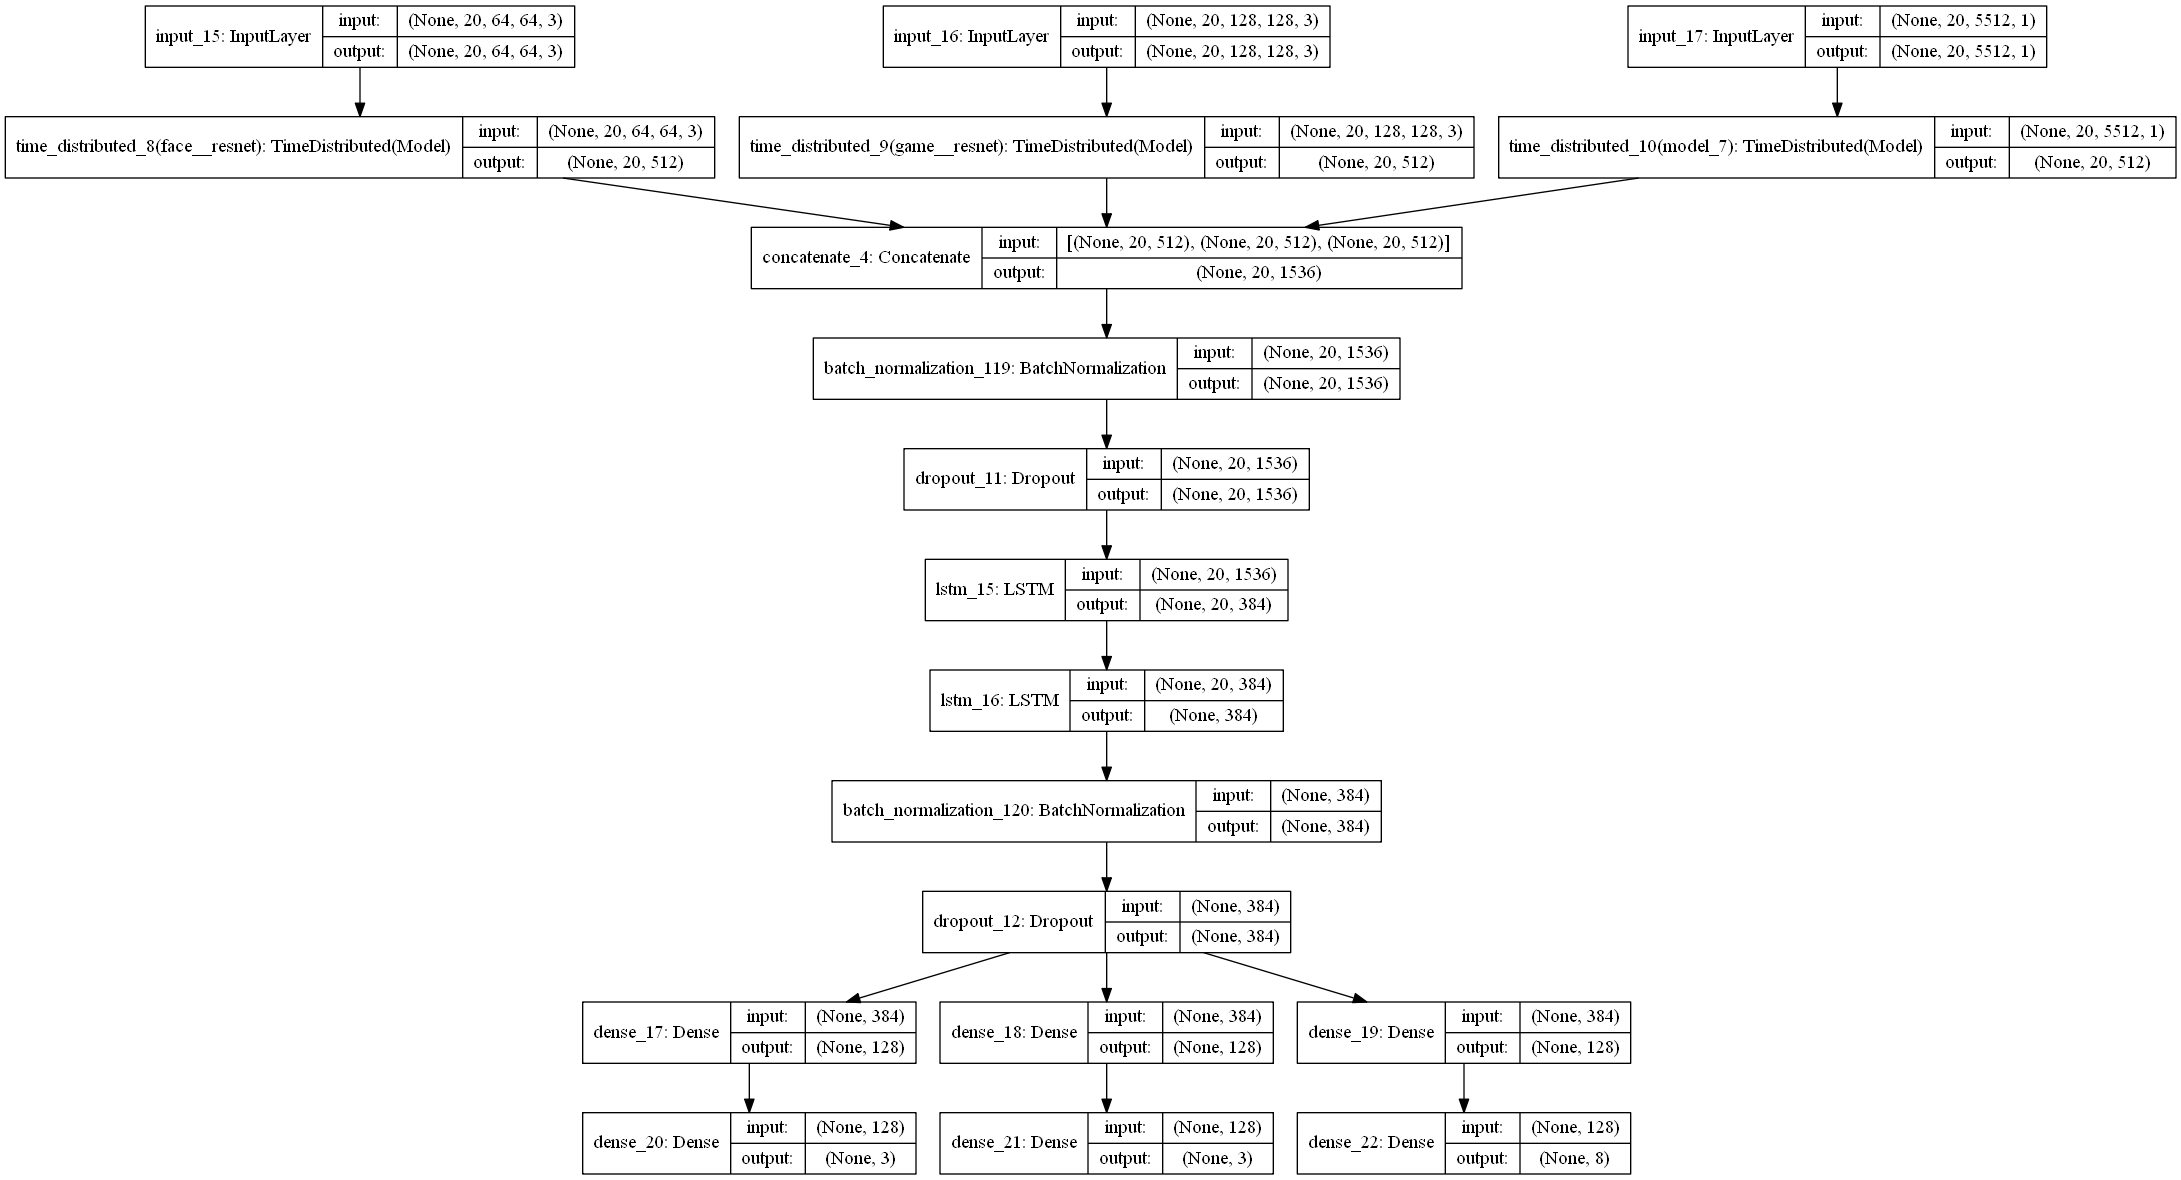 input_15: InputLayer
input: (None, 20, 64, 64, 3)
output: (None, 20, 64, 64, 3)
input_16: InputLayer
input: (None, 20, 128, 128, 3)
output: (None, 20, 128, 128, 3)
input_17: InputLayer
input: (None, 20, 5512, 1)
output: (None, 20, 5512, 1)
time_distributed_8(face__resnet): TimeDistributed(Model)
input: (None, 20, 64, 64, 3)
output: (None, 20, 512)
time_distributed_9(game__resnet): TimeDistributed(Model)
input: (None, 20, 128, 128, 3)
output: (None, 20, 512)
time_distributed_10(model_7): TimeDistributed(Model)
input: (None, 20, 5512, 1)
output: (None, 20, 512)
concatenate_4: Concatenate
input: [(None, 20, 512), (None, 20, 512), (None, 20, 512)]
output: (None, 20, 1536)
batch_normalization_119: BatchNormalization
input: (None, 20, 1536)
output: (None, 20, 1536)
dropout_11: Dropout
input: (None, 20, 1536)
output: (None, 20, 1536)
lstm_15: LSTM
input: (None, 20, 1536)
output: (None, 20, 384)
lstm_16: LSTM
input: (None, 20, 384)
output: (None, 384)
batch_normalization_120: BatchNormalization
input: (None, 384)
output: (None, 384)
dropout_12: Dropout
input: (None, 384)
output: (None, 384)
dense_17: Dense
input: (None, 384)
output: (None, 128)
dense_18: Dense
input: (None, 384)
output: (None, 128)
dense_19: Dense
input: (None, 384)
output: (None, 128)
dense_20: Dense
input: (None, 128)
output: (None, 3)
dense_21: Dense
input: (None, 128)
output: (None, 3)
dense_22: Dense
input: (None, 128)
output: (None, 8)